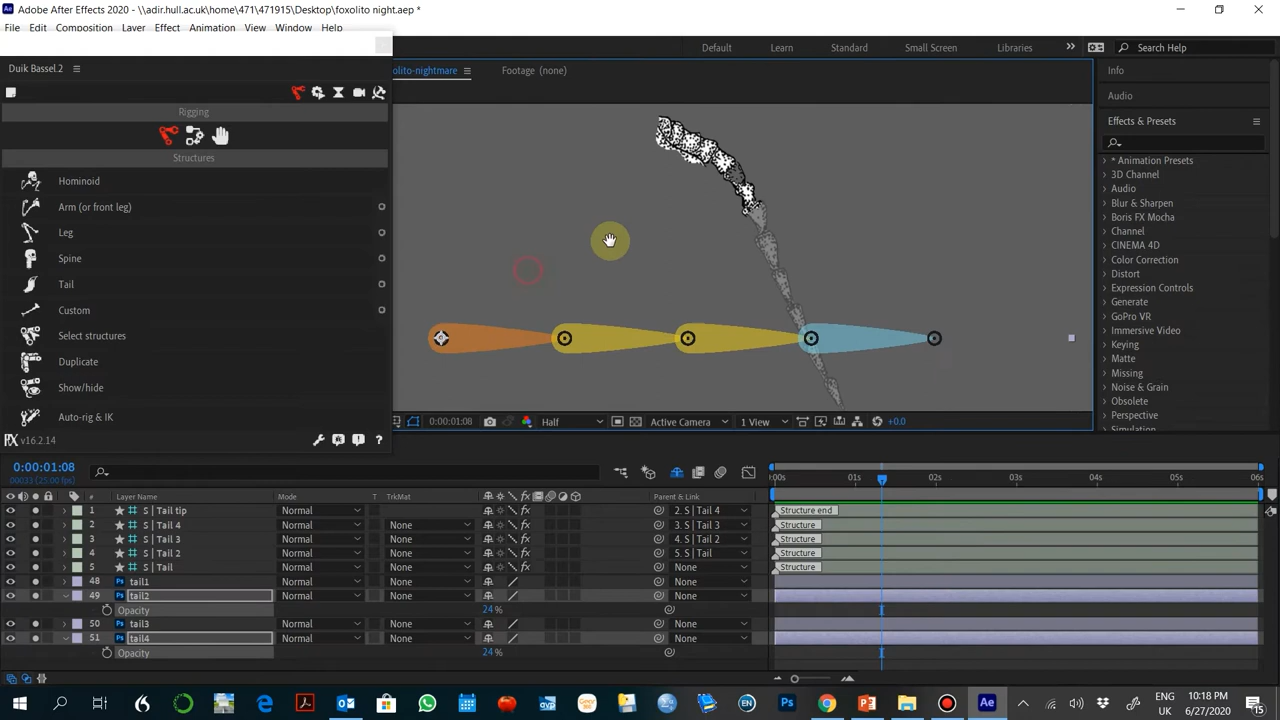 Adobe After Effects 2020 - \\adir.hull.ac.uk\home\471\471915\Desktop\foxolito night.aep *
File Edit Composition Layer Effect Animation View Window Help
Default Learn Standard Small Screen Libraries Search Help
Duik Bassel.2
olito-nightmare
Footage (none)
Info
Audio
Effects & Presets
Rigging
Structures
Hominoid
Arm (or front leg)
Leg
Spine
Tail
Custom
Select structures
Duplicate
Show/hide
Auto-rig & IK
v16.2.14
* Animation Presets
3D Channel
Audio
Blur & Sharpen
Boris FX Mocha
Channel
CINEMA 4D
Color Correction
Distort
Expression Controls
Generate
GoPro VR
Immersive Video
Keying
Matte
Missing
Noise & Grain
Obsolete
Perspective
Simulation
0:00:01:08 Half Active Camera 1 View +0.0
0:00:01:08
00033 (25.00 fps)
:00s 01s 02s 03s 04s 05s 06s
# Layer Name Mode T TrkMat Parent & Link
1 S | Tail tip Normal 2. S | Tail 4 Structure end
2 S | Tail 4 Normal None 3. S | Tail 3 Structure
3 S | Tail 3 Normal None 4. S | Tail 2 Structure
4 S | Tail 2 Normal None 5. S | Tail Structure
5 S | Tail Normal None None Structure
48 tail1 Normal None None
49 tail2 Normal None None
Opacity 24 %
50 tail3 Normal None None
51 tail4 Normal None None
Opacity 24 %
ENG
UK
10:18 PM
6/27/2020
15